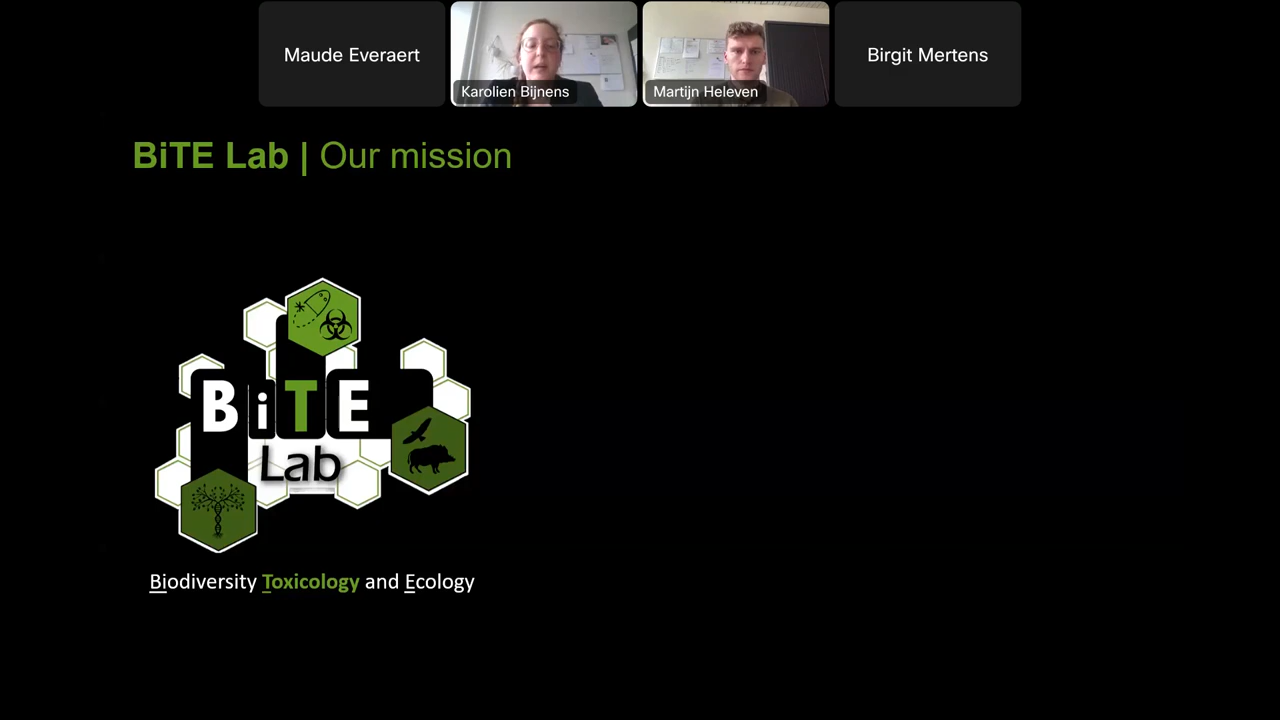 Maude Everaert
Karolien Bijnens
Martijn Heleven
Birgit Mertens
BiTE Lab | Our mission
BiTE
Lab
Biodiversity Toxicology and Ecology